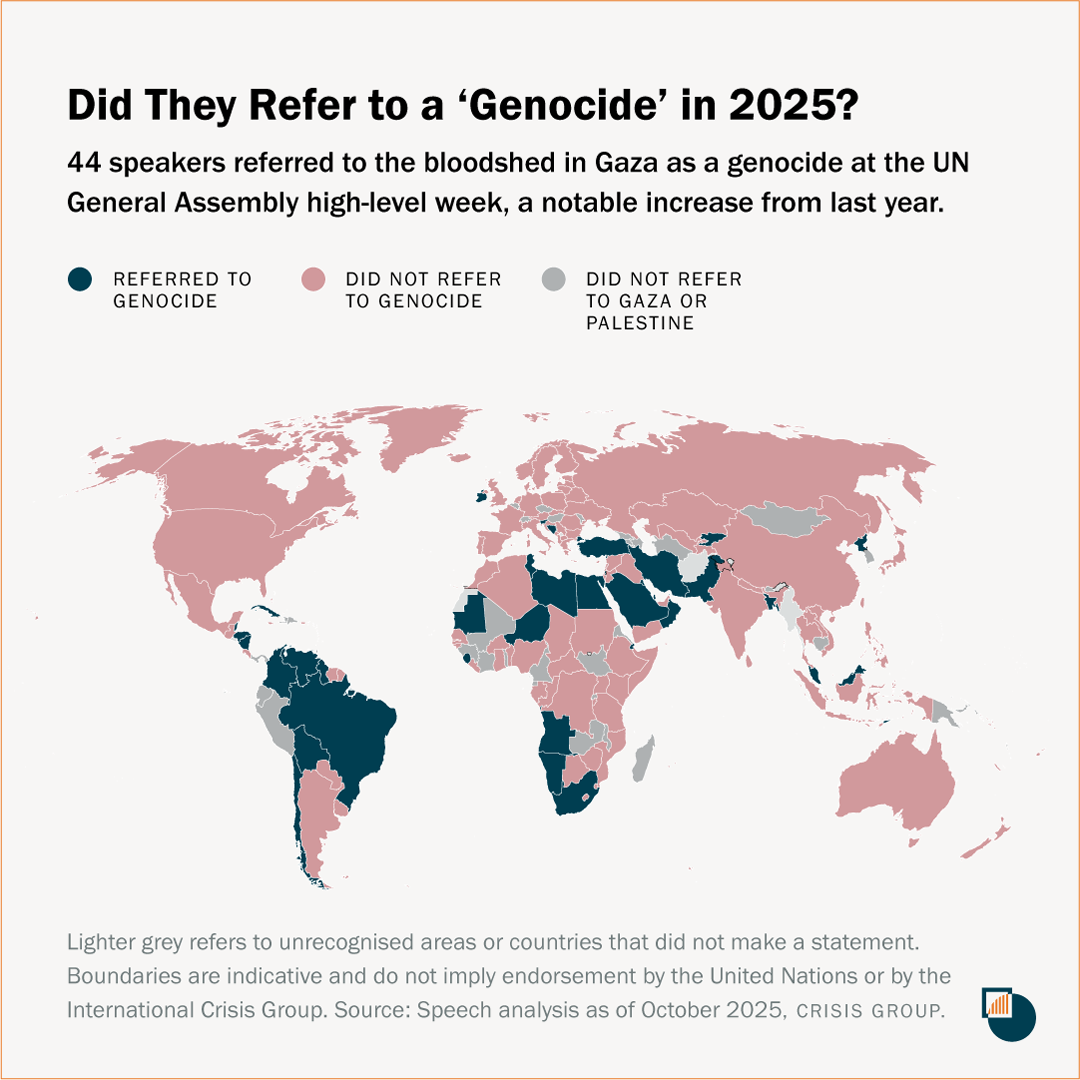 Did They Refer to a ‘Genocide’ in 2025?
44 speakers referred to the bloodshed in Gaza as a genocide at the UN
General Assembly high-level week, a notable increase from last year.
REFERRED TO
GENOCIDE
DID NOT REFER
TO GENOCIDE
DID NOT REFER
TO GAZA OR
PALESTINE
Lighter grey refers to unrecognised areas or countries that did not make a statement.
Boundaries are indicative and do not imply endorsement by the United Nations or by the
International Crisis Group. Source: Speech analysis as of October 2025, CRISIS GROUP.